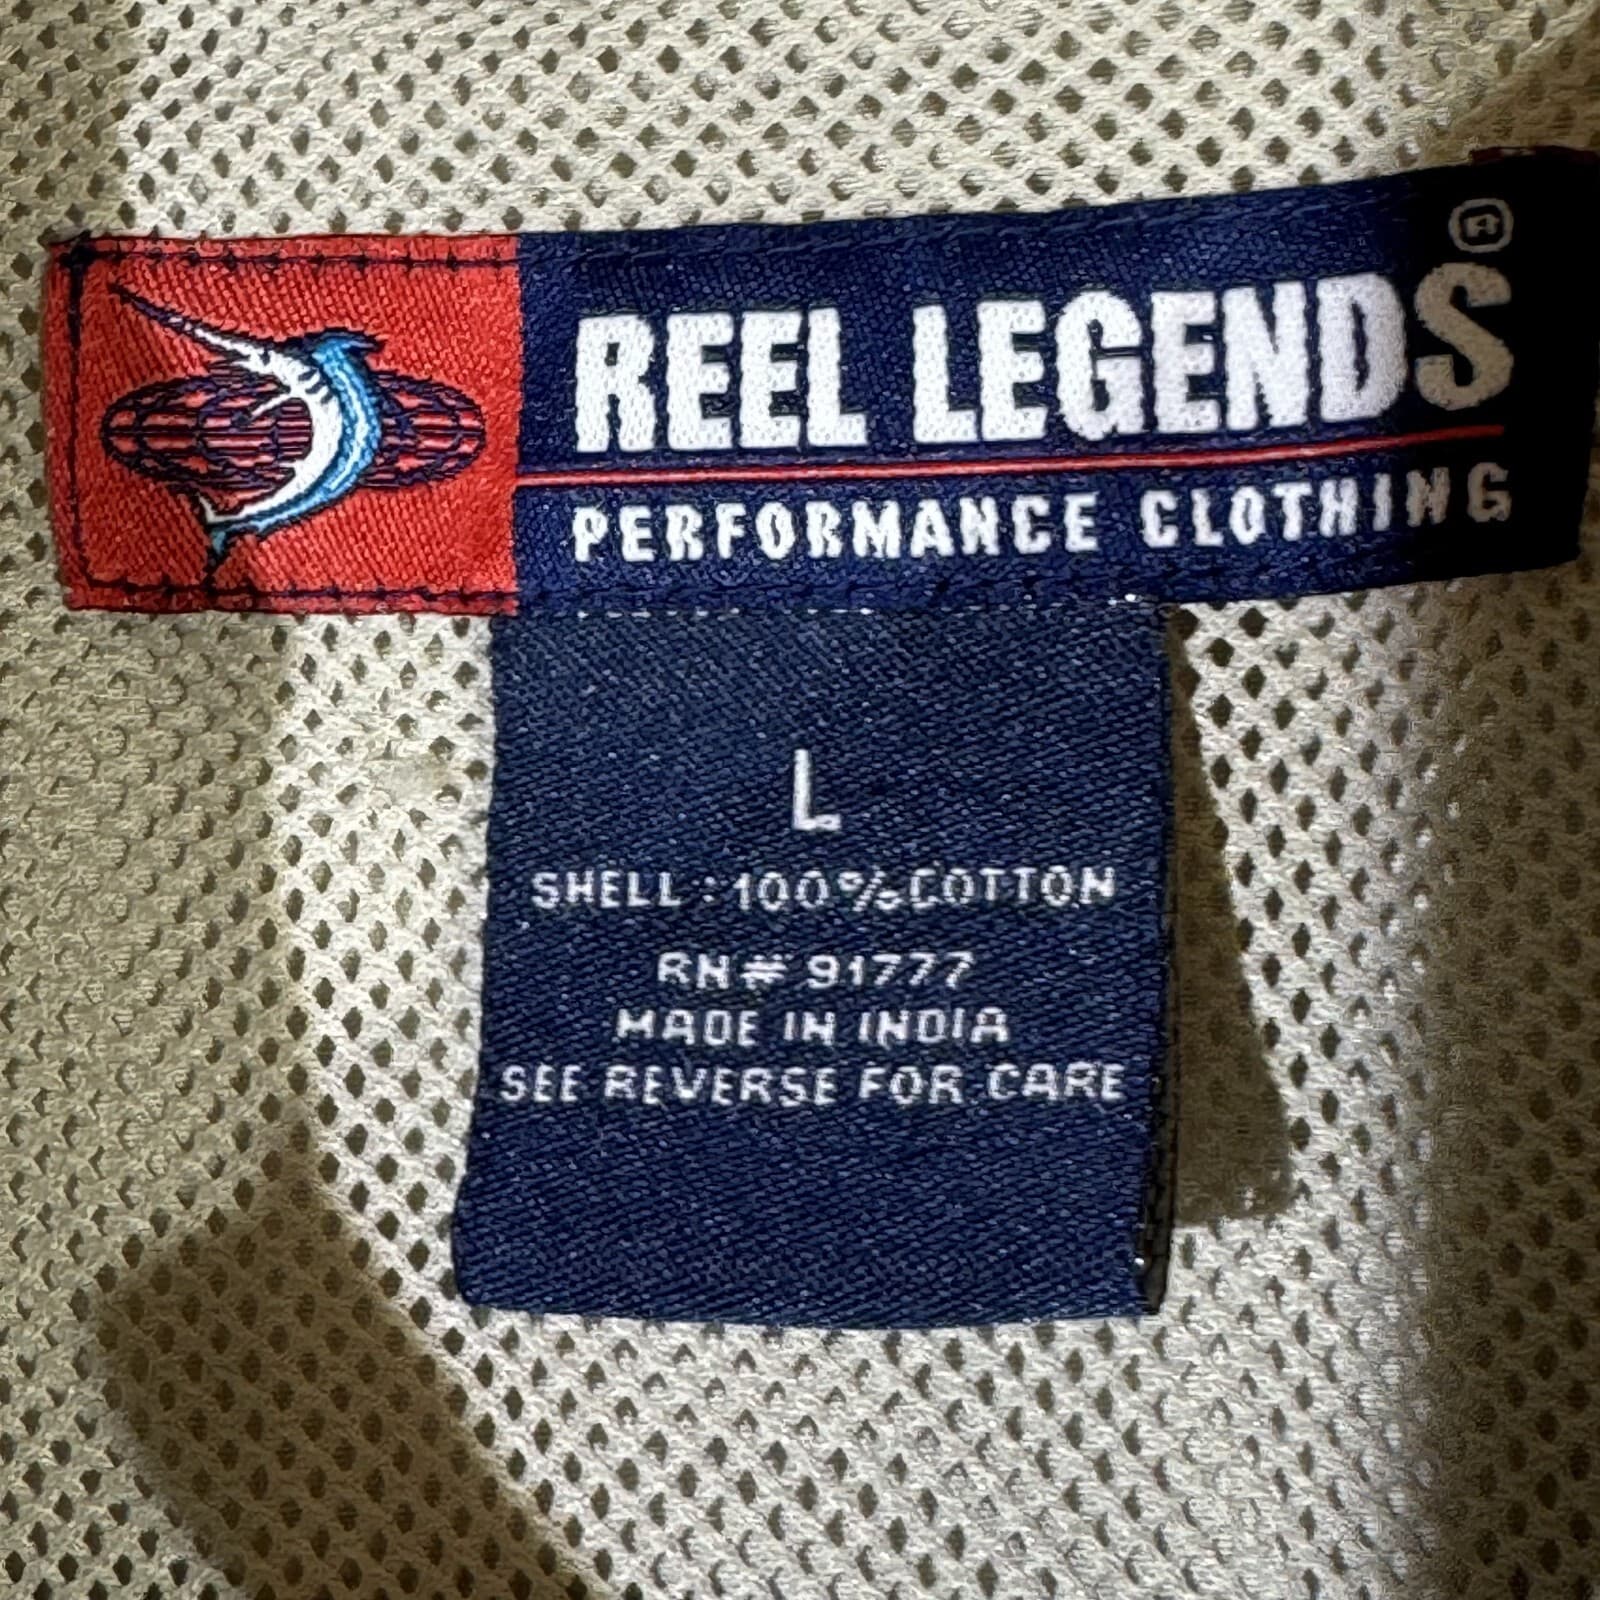 REEL LEGENDS®
PERFORMANCE CLOTHING
L
SHELL : 100% COTTON
RN# 91777
MADE IN INDIA
SEE REVERSE FOR CARE